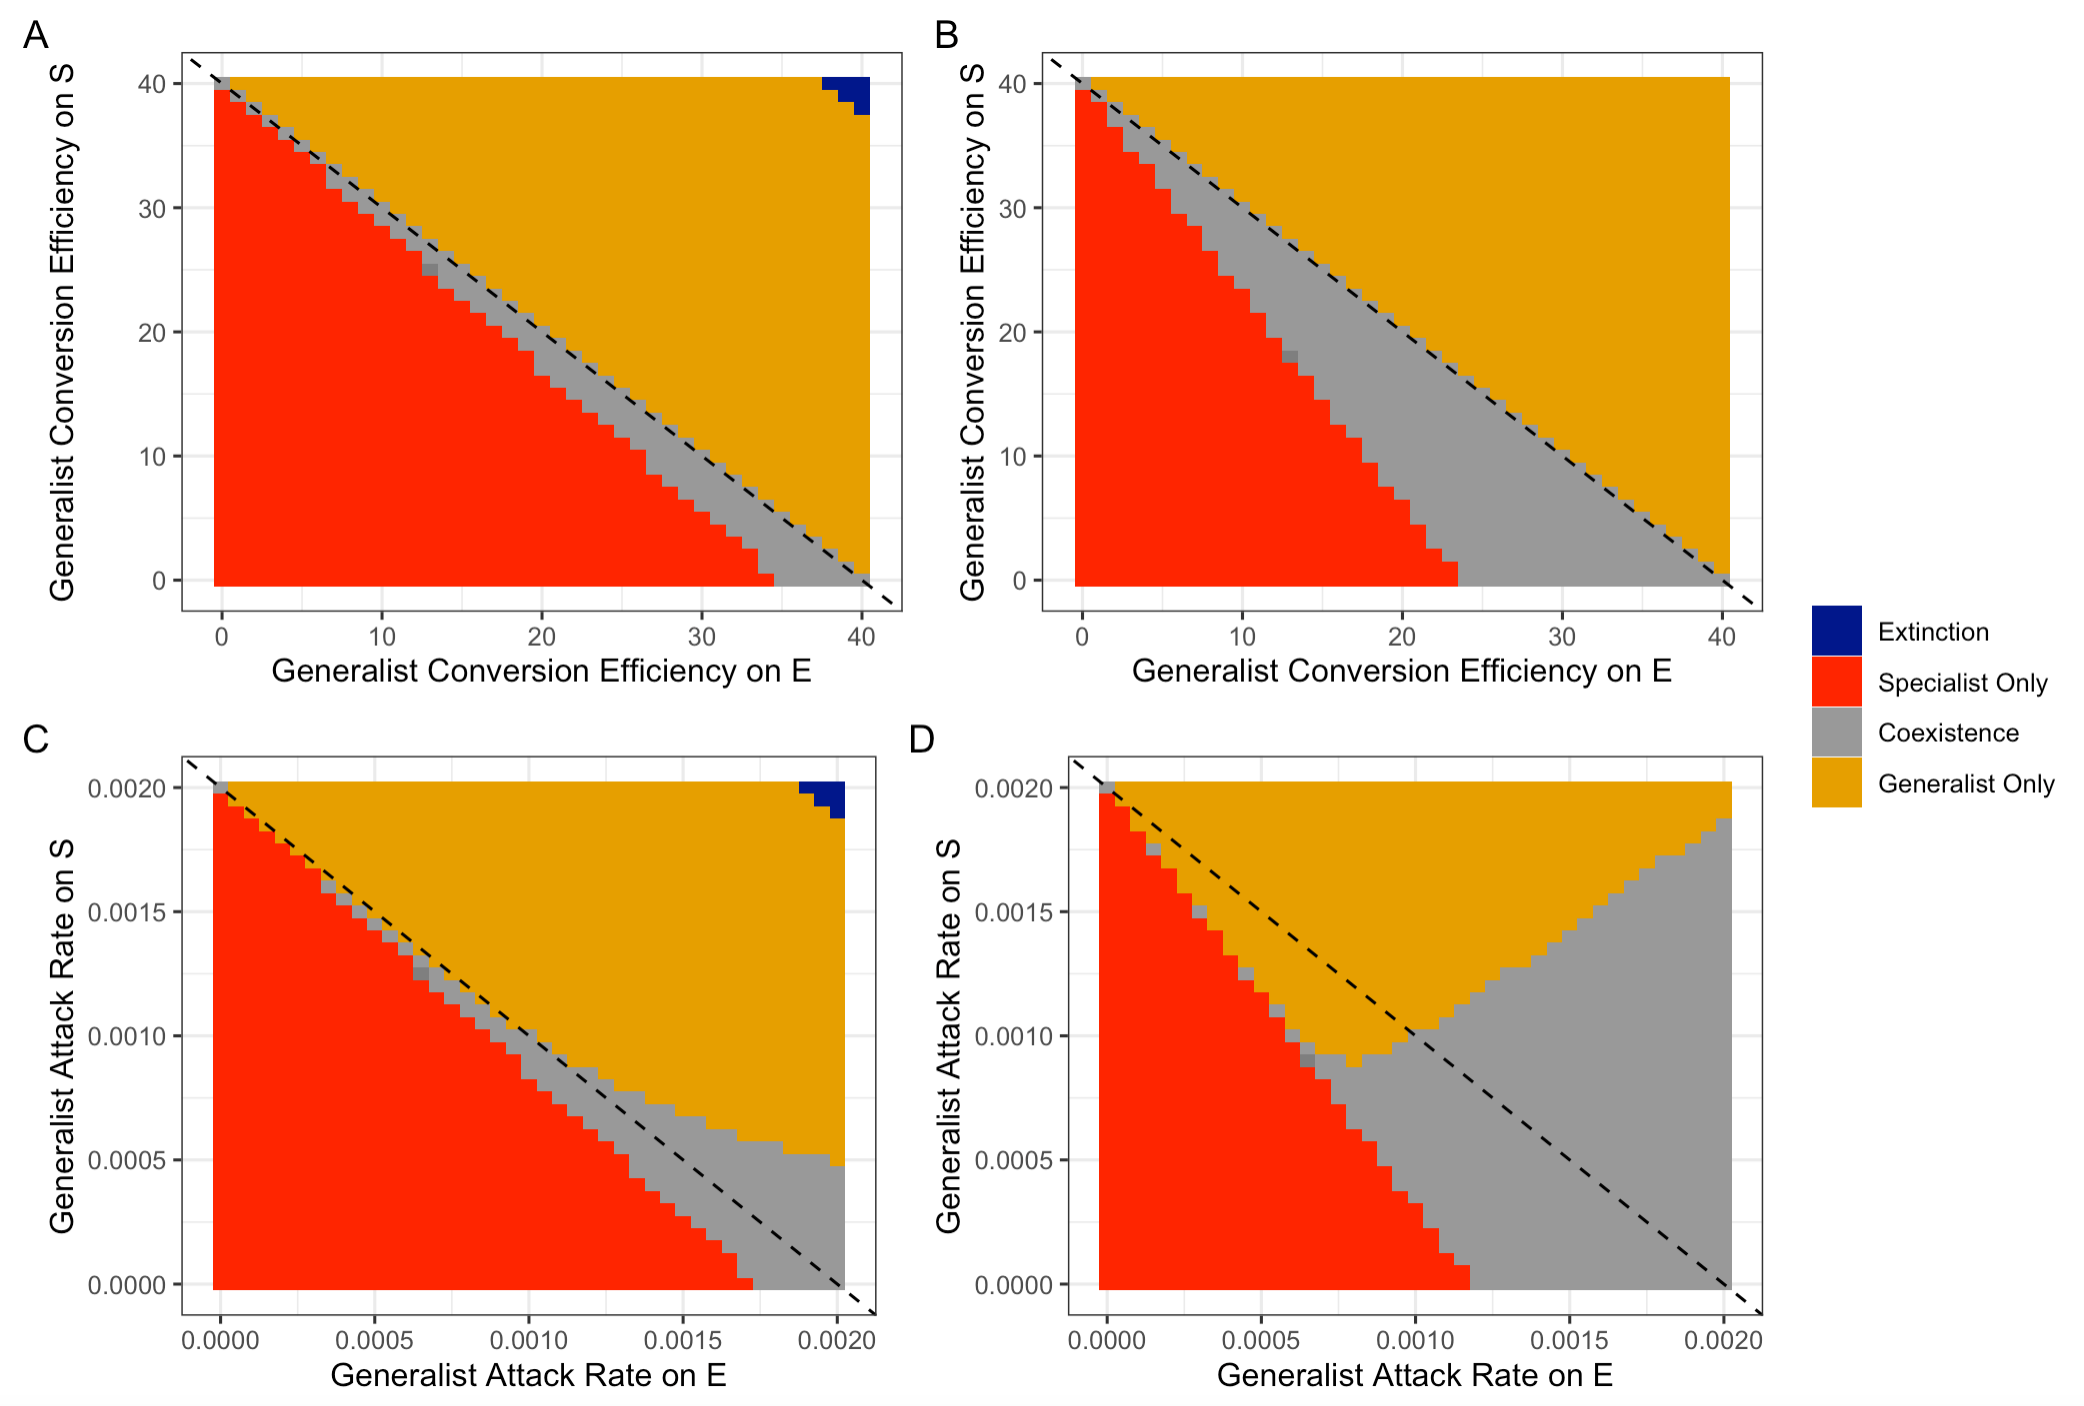 A
Generalist Conversion Efficiency on S
40
30
20
10
0
0 10 20 30 40
Generalist Conversion Efficiency on E
B
Generalist Conversion Efficiency on S
40
30
20
10
0
0 10 20 30 40
Generalist Conversion Efficiency on E
C
Generalist Attack Rate on S
0.0020
0.0015
0.0010
0.0005
0.0000
0.0000 0.0005 0.0010 0.0015 0.0020
Generalist Attack Rate on E
D
Generalist Attack Rate on S
0.0020
0.0015
0.0010
0.0005
0.0000
0.0000 0.0005 0.0010 0.0015 0.0020
Generalist Attack Rate on E
Extinction
Specialist Only
Coexistence
Generalist Only